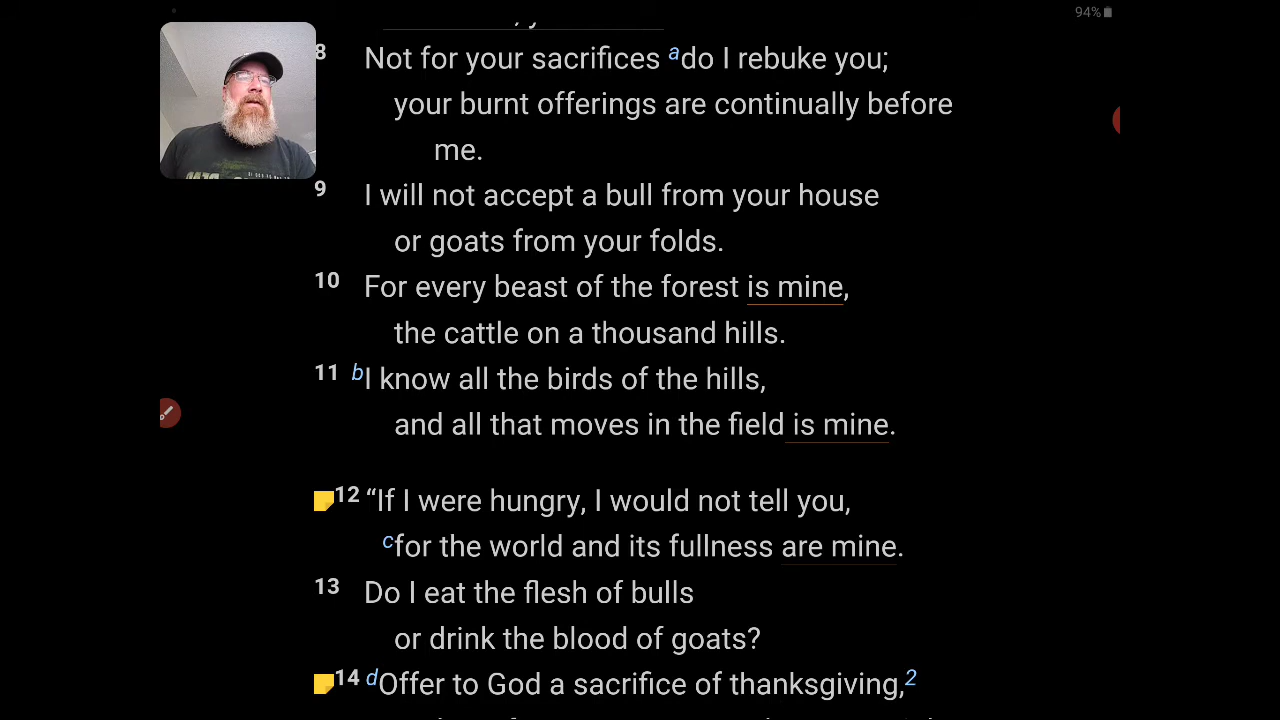 94%
8 Not for your sacrifices a do I rebuke you;
your burnt offerings are continually before
me.
9 I will not accept a bull from your house
or goats from your folds.
10 For every beast of the forest is mine,
the cattle on a thousand hills.
11 b I know all the birds of the hills,
and all that moves in the field is mine.
12 “If I were hungry, I would not tell you,
c for the world and its fullness are mine.
13 Do I eat the flesh of bulls
or drink the blood of goats?
14 d Offer to God a sacrifice of thanksgiving, 2